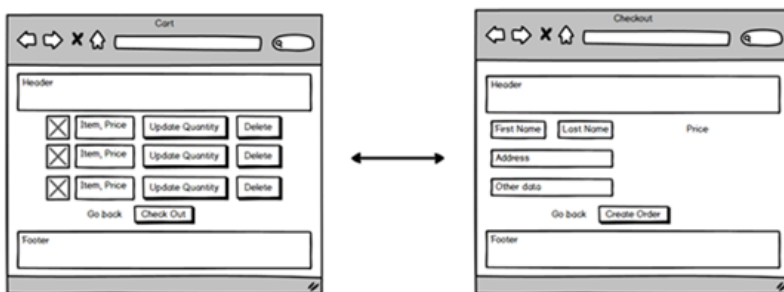 Cart
Header
Item, Price Update Quantity Delete
Item, Price Update Quantity Delete
Item, Price Update Quantity Delete
Go back Check Out
Footer
Checkout
Header
First Name Last Name Price
Address
Other data
Go back Create Order
Footer